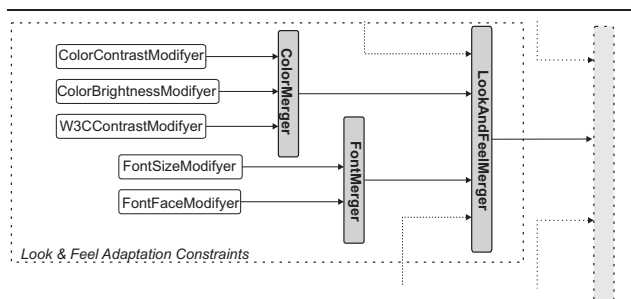 ColorContrastModifyer
ColorBrightnessModifyer
W3CContrastModifyer
FontSizeModifyer
FontFaceModifyer
ColorMerger
FontMerger
LookAndFeelMerger
Look & Feel Adaptation Constraints